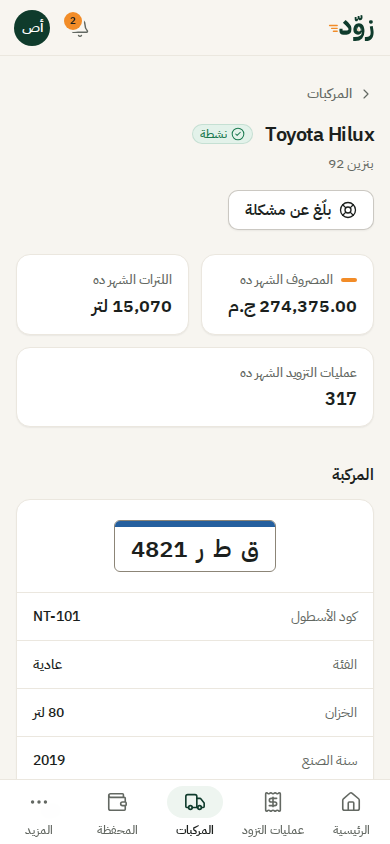 زوّد
2
أص
المركبات
Toyota Hilux
نشطة
بنزين 92
بلّغ عن مشكلة
المصروف الشهر ده
274,375.00 ج.م
اللترات الشهر ده
15,070 لتر
عمليات التزويد الشهر ده
317
المركبة
ق ط ر 4821
كود الأسطول
NT-101
الفئة
عادية
الخزان
80 لتر
سنة الصنع
2019
الرئيسية
عمليات التزود
المركبات
المحفظة
المزيد